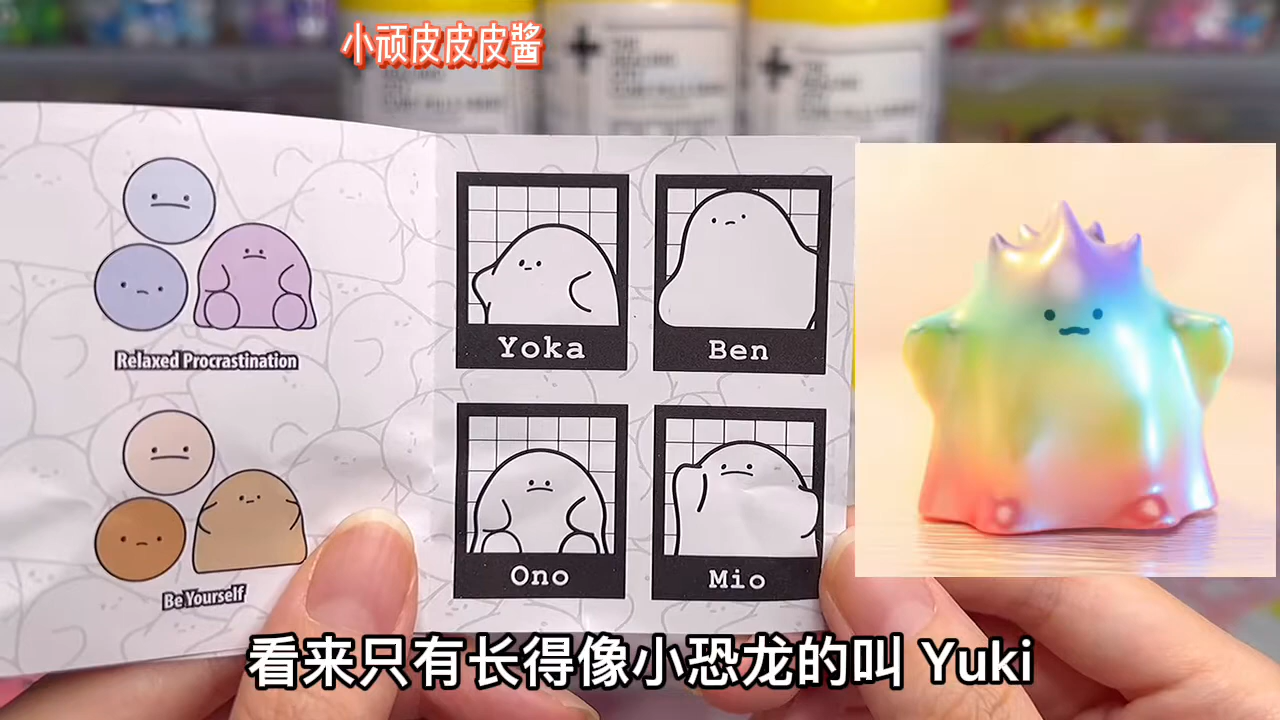 小顽皮皮皮酱
Relaxed Procrastination
Be Yourself
Yoka
Ben
Ono
Mio
看来只有长得像小恐龙的叫 Yuki